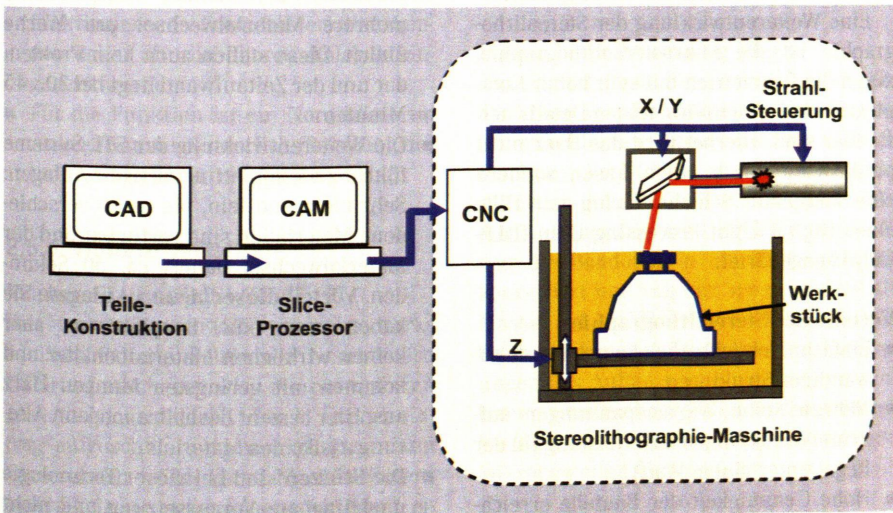 X / Y
Strahl-
Steuerung
CAD
CAM
CNC
Teile-
Konstruktion
Slice-
Prozessor
Werk-
stück
Z
Stereolithographie-Maschine